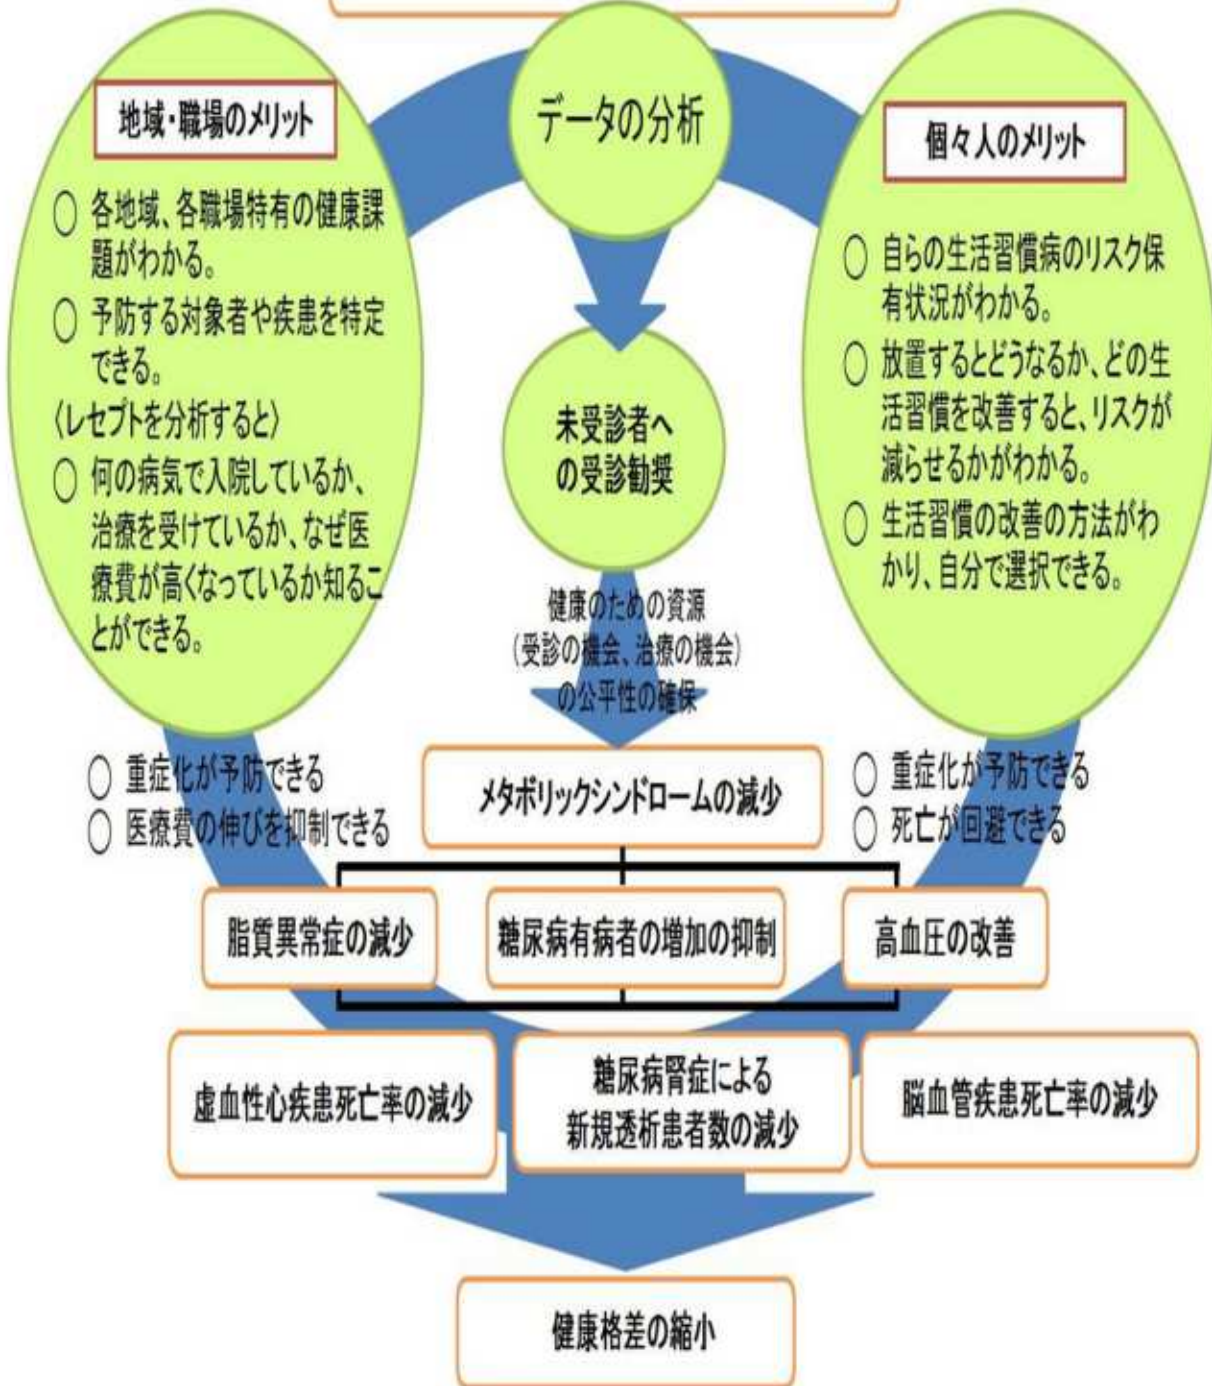 データの分析
地域・職場のメリット
○ 各地域、各職場特有の健康課
題がわかる。
○ 予防する対象者や疾患を特定
できる。
〈レセプトを分析すると〉
○ 何の病気で入院しているか、
治療を受けているか、なぜ医
療費が高くなっているか知るこ
とができる。
個々人のメリット
○ 自らの生活習慣病のリスク保
有状況がわかる。
○ 放置するとどうなるか、どの生
活習慣を改善すると、リスクが
減らせるかがわかる。
○ 生活習慣の改善の方法がわ
かり、自分で選択できる。
未受診者へ
の受診勧奨
健康のための資源
(受診の機会、治療の機会)
の公平性の確保
○ 重症化が予防できる
○ 医療費の伸びを抑制できる
○ 重症化が予防できる
○ 死亡が回避できる
メタボリックシンドロームの減少
脂質異常症の減少
糖尿病有病者の増加の抑制
高血圧の改善
虚血性心疾患死亡率の減少
糖尿病腎症による
新規透析患者数の減少
脳血管疾患死亡率の減少
健康格差の縮小